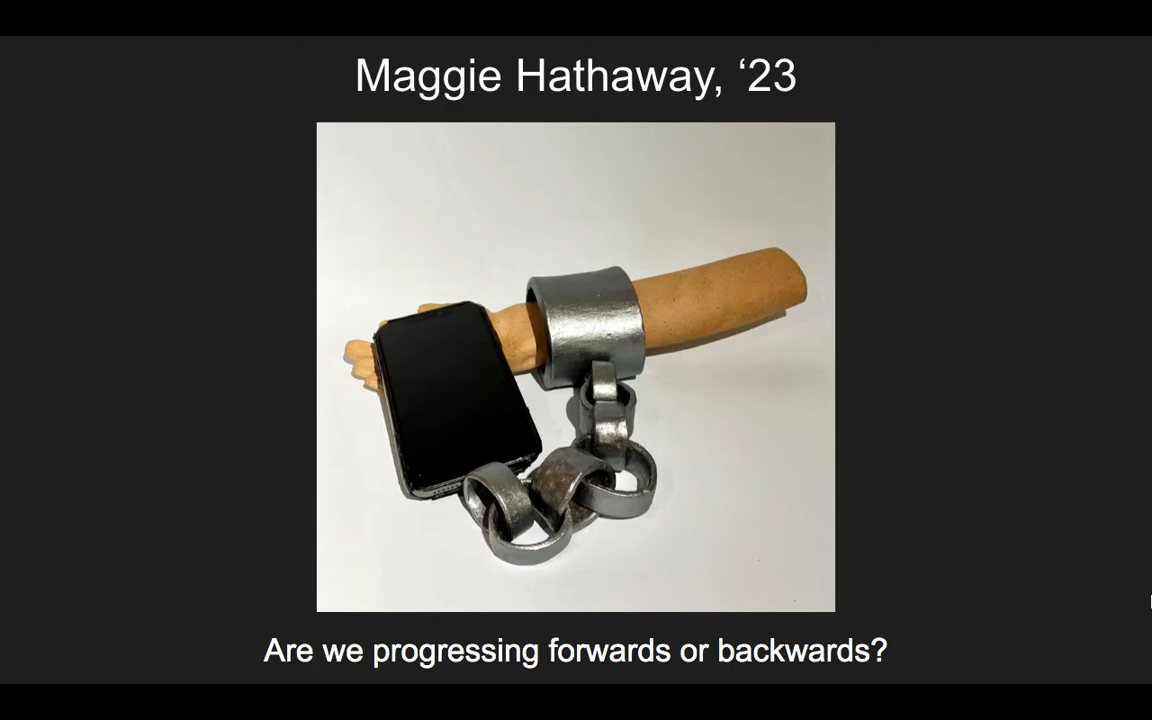 Maggie Hathaway, ‘23
Are we progressing forwards or backwards?